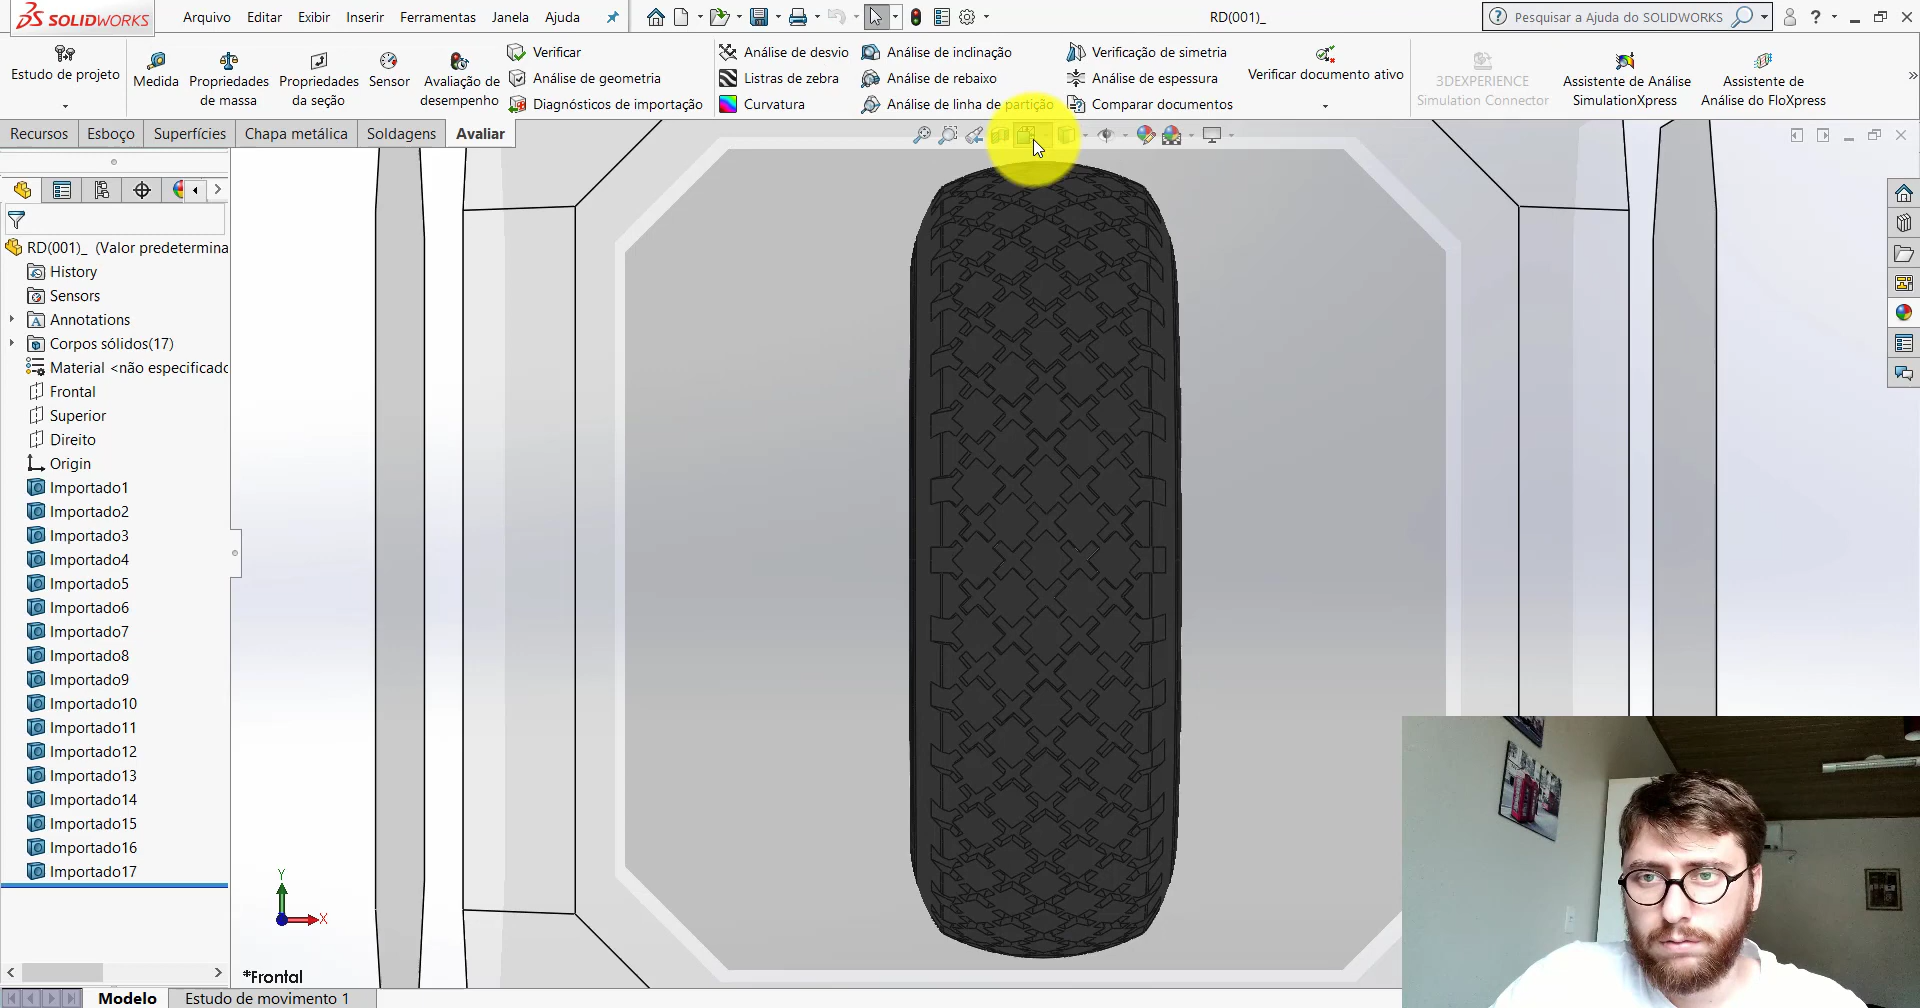 SOLIDWORKS
Arquivo Editar Exibir Inserir Ferramentas Janela Ajuda
RD(001)_
Pesquisar a Ajuda do SOLIDWORKS
Estudo de projeto
Medida
Propriedades de massa
Propriedades da seção
Sensor
Avaliação de desempenho
Verificar
Análise de geometria
Diagnósticos de importação
Análise de desvio
Listras de zebra
Curvatura
Análise de inclinação
Análise de rebaixo
Análise de linha de partição
Verificação de simetria
Análise de espessura
Comparar documentos
Verificar documento ativo
3DEXPERIENCE
Simulation Connector
Assistente de Análise
SimulationXpress
Assistente de
Análise do FloXpress
Recursos Esboço Superfícies Chapa metálica Soldagens Avaliar
RD(001)_ (Valor predetermina
History
Sensors
Annotations
Corpos sólidos(17)
Material <não especificado
Frontal
Superior
Direito
Origin
Importado1
Importado2
Importado3
Importado4
Importado5
Importado6
Importado7
Importado8
Importado9
Importado10
Importado11
Importado12
Importado13
Importado14
Importado15
Importado16
Importado17
Y
X
*Frontal
Modelo Estudo de movimento 1